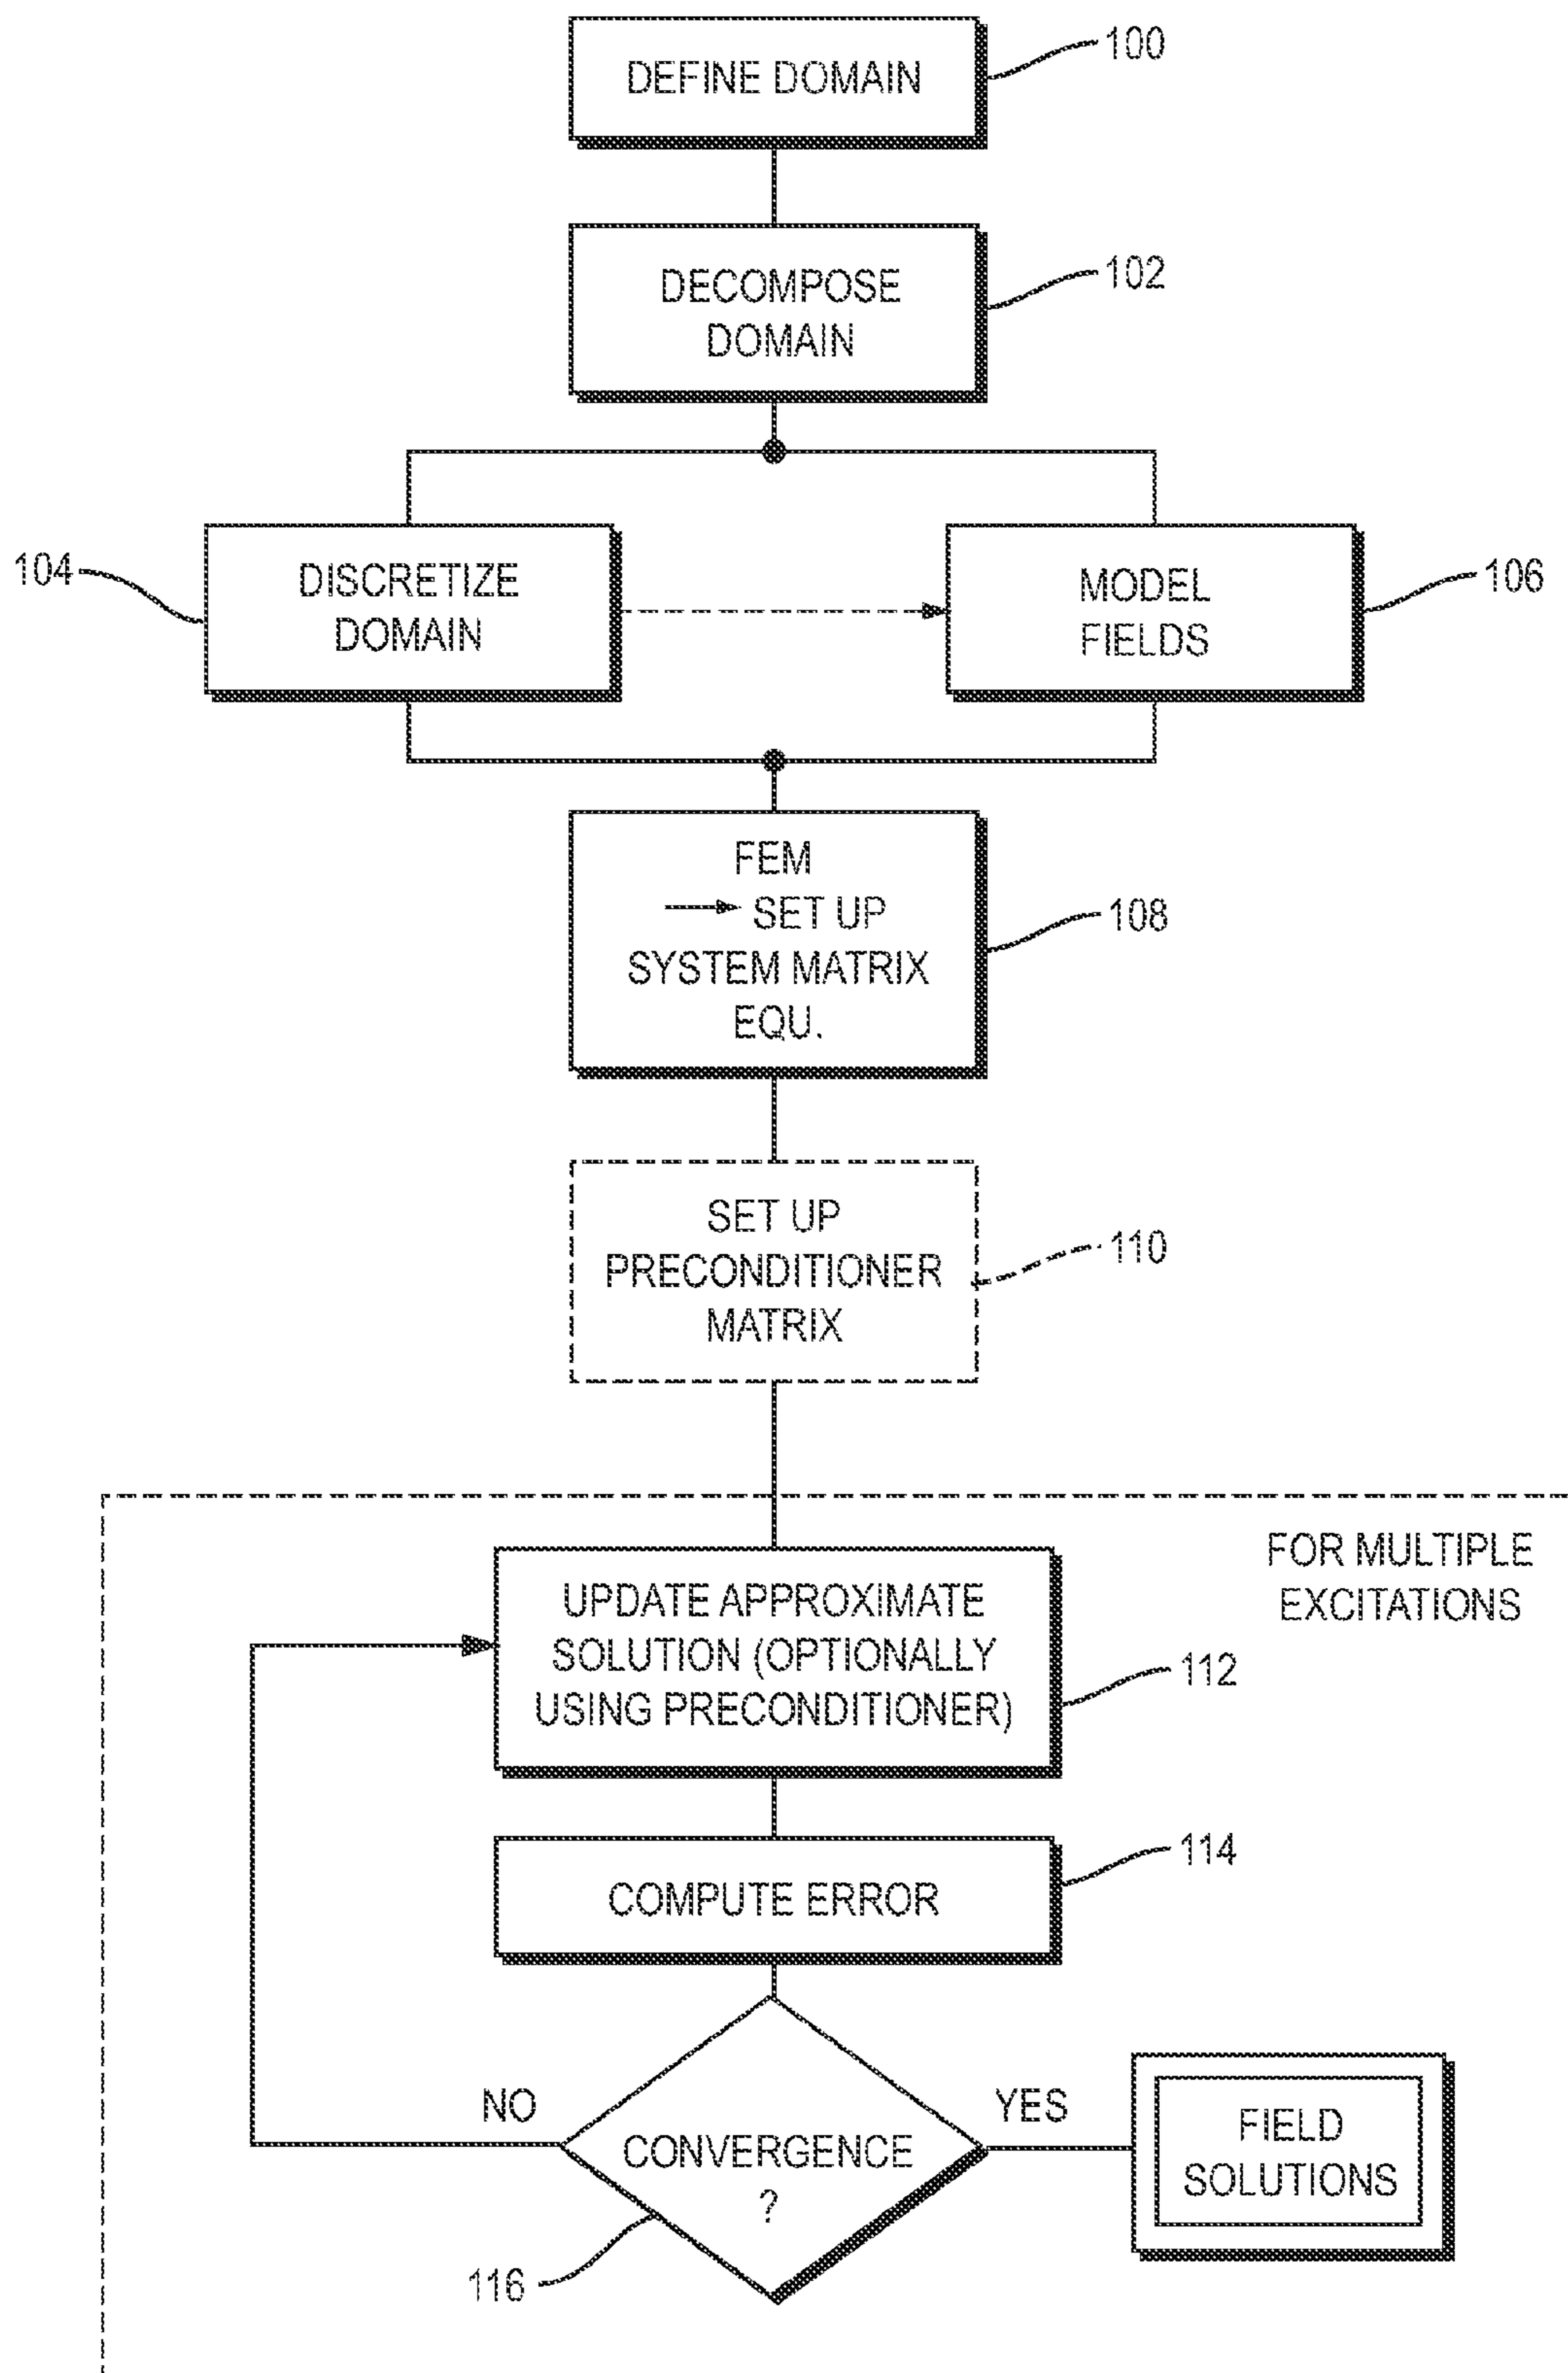 DEFINE DOMAIN
100
DECOMPOSE
DOMAIN
102
104
DISCRETIZE
DOMAIN
MODEL
FIELDS
106
FEM
SET UP
SYSTEM MATRIX
EQU.
108
SET UP
PRECONDITIONER
MATRIX
110
FOR MULTIPLE
EXCITATIONS
UPDATE APPROXIMATE
SOLUTION (OPTIONALLY
USING PRECONDITIONER)
112
COMPUTE ERROR
114
NO
CONVERGENCE
?
YES
FIELD
SOLUTIONS
116